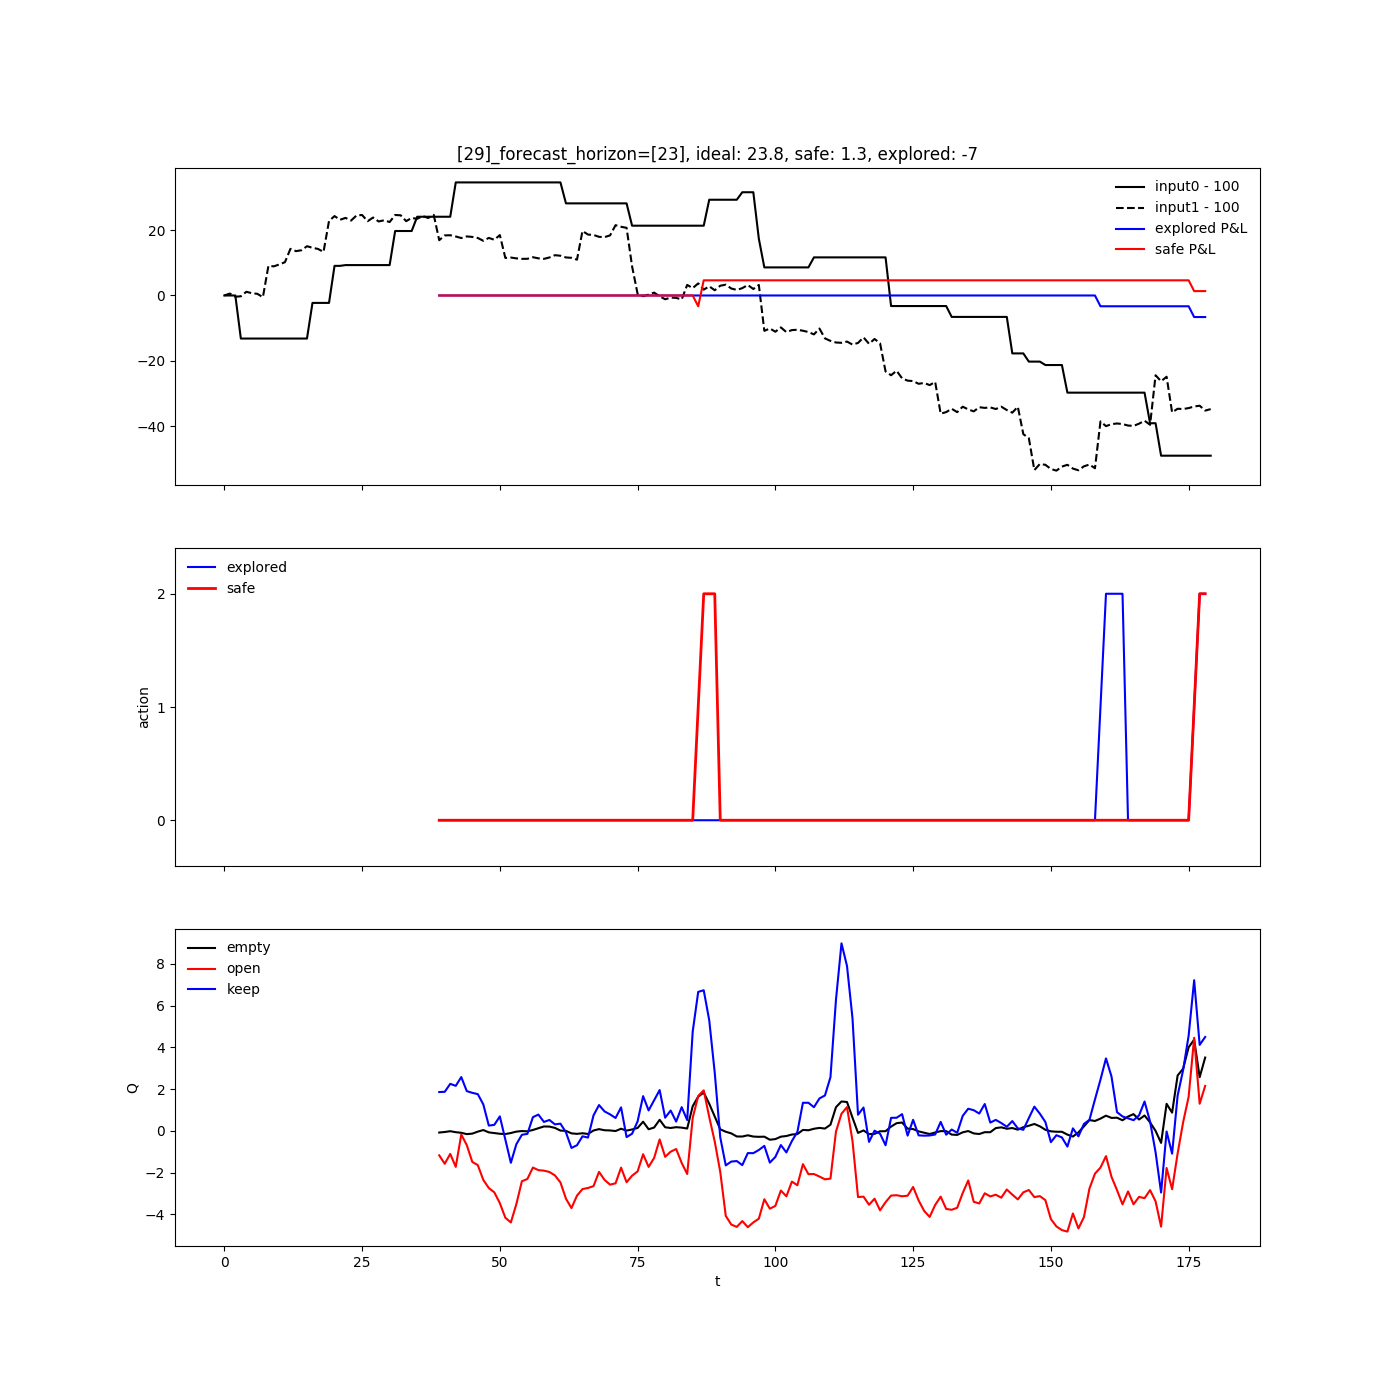 [29]_forecast_horizon=[23], ideal: 23.8, safe: 1.3, explored: -7
input0 - 100
input1 - 100
explored P&L
safe P&L
20
0
−20
−40
explored
safe
2
1
0
action
empty
open
keep
8
6
4
2
0
−2
−4
Q
0 25 50 75 100 125 150 175
t